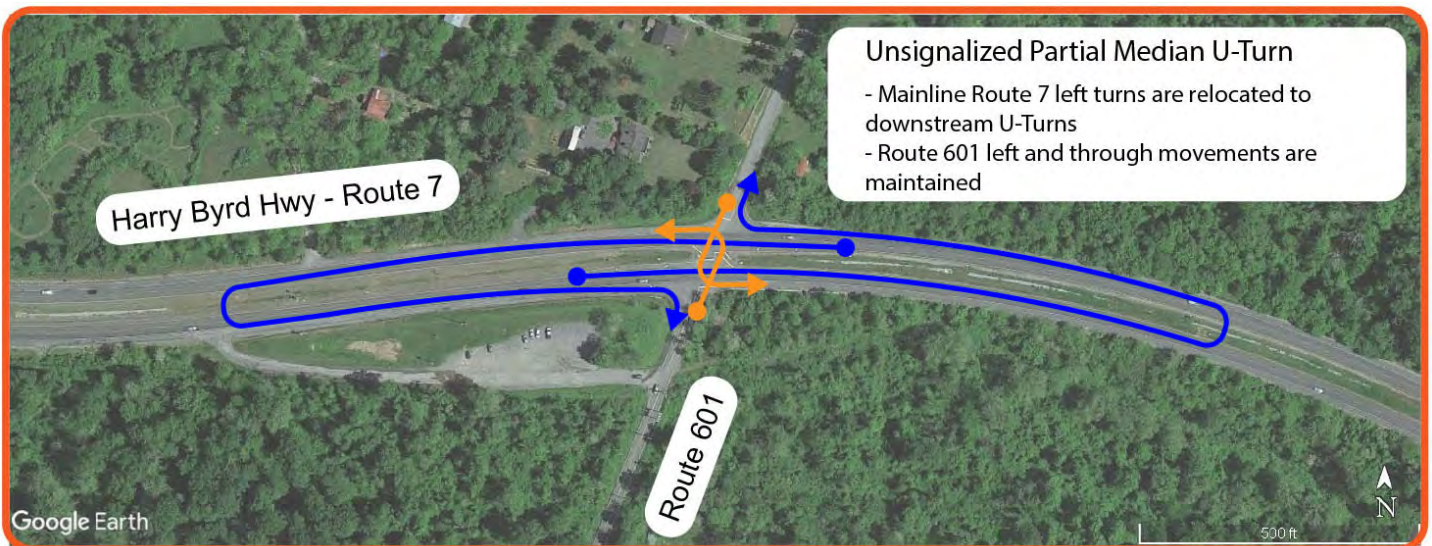 Unsignalized Partial Median U-Turn
- Mainline Route 7 left turns are relocated to
downstream U-Turns
- Route 601 left and through movements are
maintained
Harry Byrd Hwy - Route 7
Route 601
Google Earth
N
500 ft